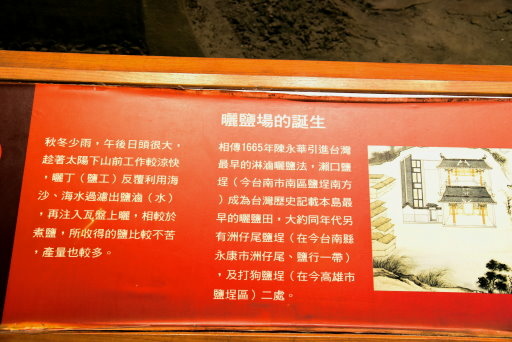 曬鹽場的誕生
秋冬少雨，午後日頭很大，
趁著太陽下山前工作較涼快
，曬丁（鹽工）反覆利用海
沙、海水過濾出鹽滷（水）
，再注入瓦盤上曬，相較於
煮鹽，所收得的鹽比較不苦
，產量也較多。
相傳1665年陳永華引進台灣
最早的淋滷曬鹽法，瀨口鹽
埕（今台南市南區鹽埕南方
）成為台灣歷史記載本島最
早的曬鹽田，大約同年代另
有洲仔尾鹽埕（在今台南縣
永康市洲仔尾、鹽行一帶）
，及打狗鹽埕（在今高雄市
鹽埕區）二處。